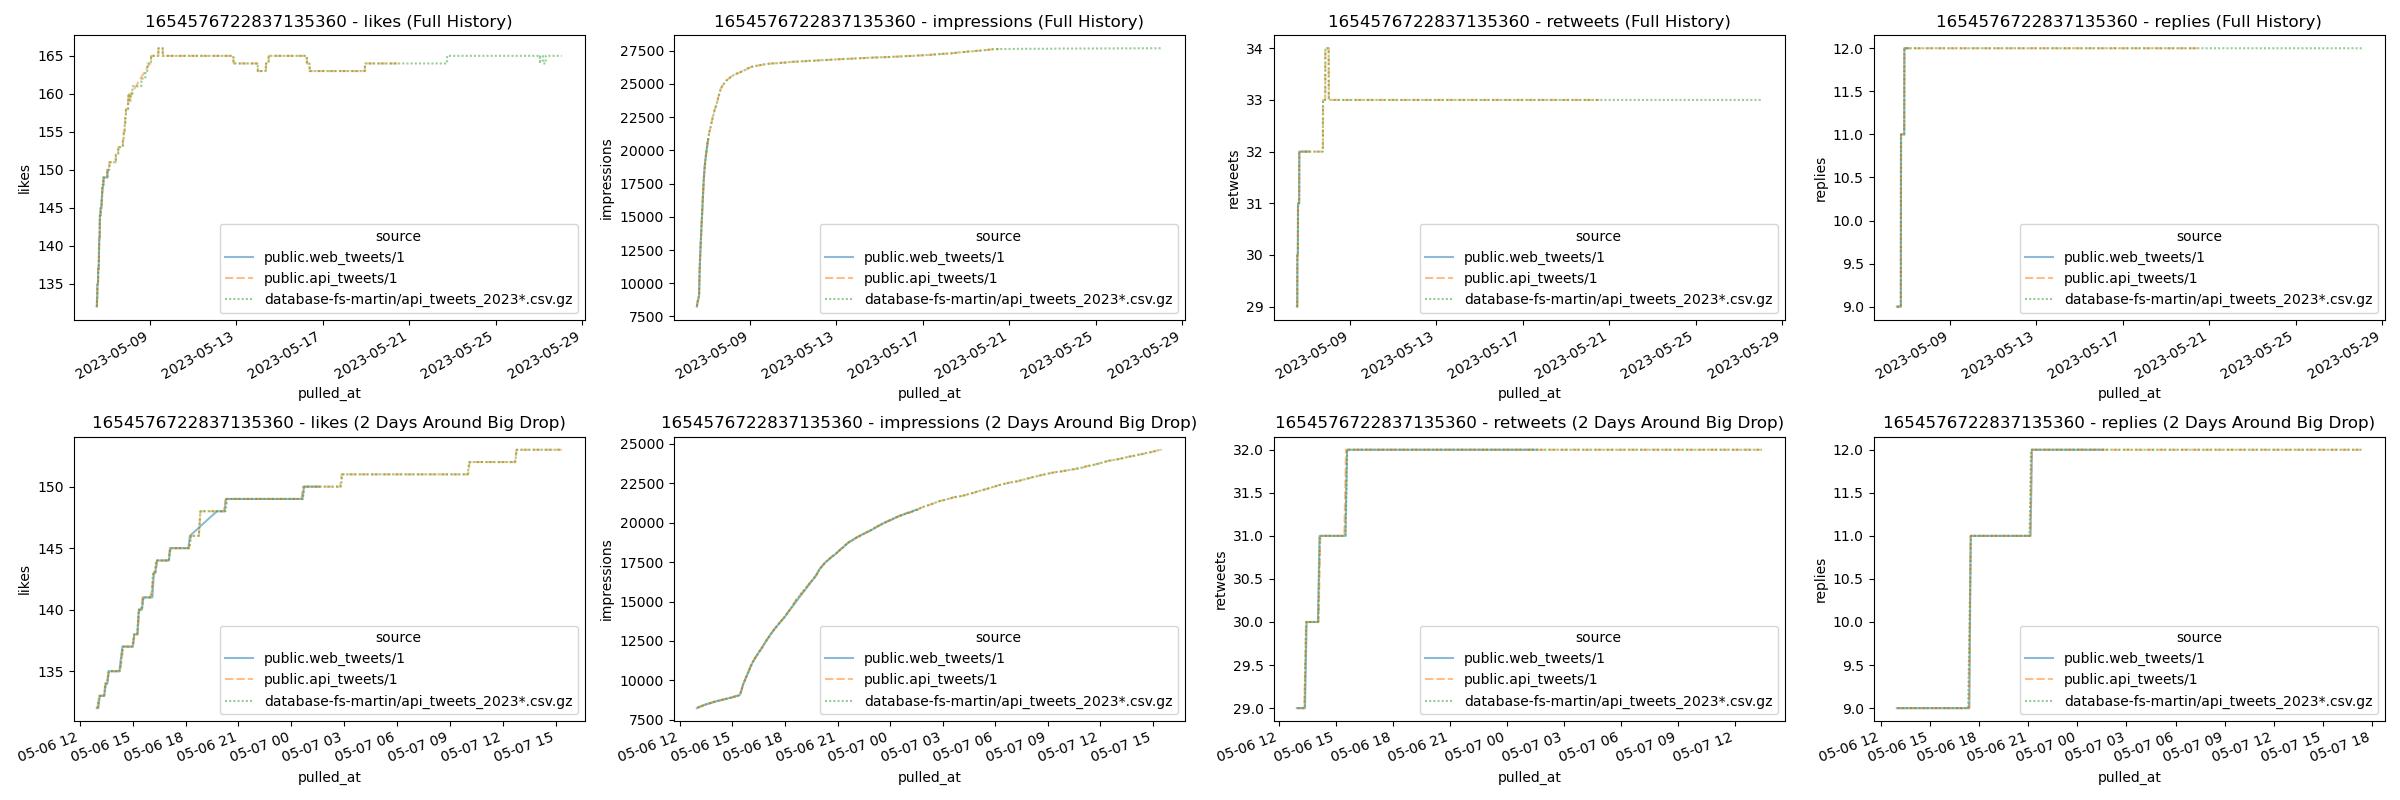 1654576722837135360 - likes (Full History)
165
160
155
150
145
140
135
likes
2023-05-09
2023-05-13
2023-05-17
2023-05-21
2023-05-25
2023-05-29
pulled_at
source
public.web_tweets/1
public.api_tweets/1
database-fs-martin/api_tweets_2023*.csv.gz
1654576722837135360 - impressions (Full History)
27500
25000
22500
20000
17500
15000
12500
10000
7500
impressions
2023-05-09
2023-05-13
2023-05-17
2023-05-21
2023-05-25
2023-05-29
pulled_at
source
public.web_tweets/1
public.api_tweets/1
database-fs-martin/api_tweets_2023*.csv.gz
1654576722837135360 - retweets (Full History)
34
33
32
31
30
29
retweets
2023-05-09
2023-05-13
2023-05-17
2023-05-21
2023-05-25
2023-05-29
pulled_at
source
public.web_tweets/1
public.api_tweets/1
database-fs-martin/api_tweets_2023*.csv.gz
1654576722837135360 - replies (Full History)
12.0
11.5
11.0
10.5
10.0
9.5
9.0
replies
2023-05-09
2023-05-13
2023-05-17
2023-05-21
2023-05-25
2023-05-29
pulled_at
source
public.web_tweets/1
public.api_tweets/1
database-fs-martin/api_tweets_2023*.csv.gz
1654576722837135360 - likes (2 Days Around Big Drop)
150
145
140
135
likes
05-06 12
05-06 15
05-06 18
05-06 21
05-07 00
05-07 03
05-07 06
05-07 09
05-07 12
05-07 15
pulled_at
source
public.web_tweets/1
public.api_tweets/1
database-fs-martin/api_tweets_2023*.csv.gz
1654576722837135360 - impressions (2 Days Around Big Drop)
25000
22500
20000
17500
15000
12500
10000
7500
impressions
05-06 12
05-06 15
05-06 18
05-06 21
05-07 00
05-07 03
05-07 06
05-07 09
05-07 12
05-07 15
pulled_at
source
public.web_tweets/1
public.api_tweets/1
database-fs-martin/api_tweets_2023*.csv.gz
1654576722837135360 - retweets (2 Days Around Big Drop)
32.0
31.5
31.0
30.5
30.0
29.5
29.0
retweets
05-06 12
05-06 15
05-06 18
05-06 21
05-07 00
05-07 03
05-07 06
05-07 09
05-07 12
pulled_at
source
public.web_tweets/1
public.api_tweets/1
database-fs-martin/api_tweets_2023*.csv.gz
1654576722837135360 - replies (2 Days Around Big Drop)
12.0
11.5
11.0
10.5
10.0
9.5
9.0
replies
05-06 12
05-06 15
05-06 18
05-06 21
05-07 00
05-07 03
05-07 06
05-07 09
05-07 12
05-07 15
05-07 18
pulled_at
source
public.web_tweets/1
public.api_tweets/1
database-fs-martin/api_tweets_2023*.csv.gz